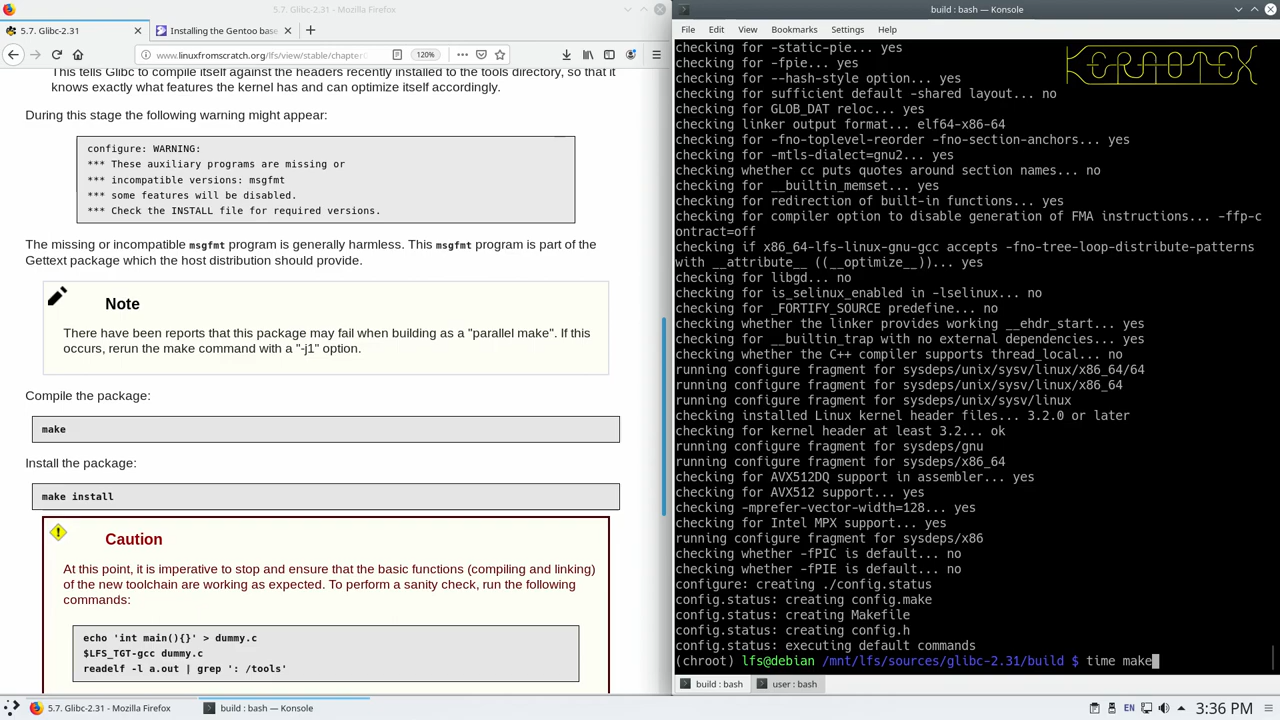 5.7. Glibc-2.31 - Mozilla Firefox
5.7. Glibc-2.31
Installing the Gentoo base
www.linuxfromscratch.org/lfs/view/stable/chapter
120%
This tells Glibc to compile itself against the headers recently installed to the tools directory, so that it
knows exactly what features the kernel has and can optimize itself accordingly.
During this stage the following warning might appear:
configure: WARNING:
*** These auxiliary programs are missing or
*** incompatible versions: msgfmt
*** some features will be disabled.
*** Check the INSTALL file for required versions.
The missing or incompatible msgfmt program is generally harmless. This msgfmt program is part of the
Gettext package which the host distribution should provide.
Note
There have been reports that this package may fail when building as a "parallel make". If this
occurs, rerun the make command with a "-j1" option.
Compile the package:
make
Install the package:
make install
Caution
At this point, it is imperative to stop and ensure that the basic functions (compiling and linking)
of the new toolchain are working as expected. To perform a sanity check, run the following
commands:
echo 'int main(){}' > dummy.c
$LFS_TGT-gcc dummy.c
readelf -l a.out | grep ': /tools'
build : bash — Konsole
File Edit View Bookmarks Settings Help
KERAOTEX
checking for -static-pie... yes
checking for -fpie... yes
checking for --hash-style option... yes
checking for sufficient default -shared layout... no
checking for GLOB_DAT reloc... yes
checking linker output format... elf64-x86-64
checking for -fno-toplevel-reorder -fno-section-anchors... yes
checking for -mtls-dialect=gnu2... yes
checking whether cc puts quotes around section names... no
checking for __builtin_memset... yes
checking for redirection of built-in functions... yes
checking for compiler option to disable generation of FMA instructions... -ffp-c
ontract=off
checking if x86_64-lfs-linux-gnu-gcc accepts -fno-tree-loop-distribute-patterns
with __attribute__ ((__optimize__))... yes
checking for libgd... no
checking for is_selinux_enabled in -lselinux... no
checking for _FORTIFY_SOURCE predefine... no
checking whether the linker provides working __ehdr_start... yes
checking for __builtin_trap with no external dependencies... yes
checking whether the C++ compiler supports thread_local... no
running configure fragment for sysdeps/unix/sysv/linux/x86_64/64
running configure fragment for sysdeps/unix/sysv/linux/x86_64
running configure fragment for sysdeps/unix/sysv/linux
checking installed Linux kernel header files... 3.2.0 or later
checking for kernel header at least 3.2... ok
running configure fragment for sysdeps/gnu
running configure fragment for sysdeps/x86_64
checking for AVX512DQ support in assembler... yes
checking for AVX512 support... yes
checking -mprefer-vector-width=128... yes
checking for Intel MPX support... yes
running configure fragment for sysdeps/x86
checking whether -fPIC is default... no
checking whether -fPIE is default... no
configure: creating ./config.status
config.status: creating config.make
config.status: creating Makefile
config.status: creating config.h
config.status: executing default commands
(chroot) lfs@debian /mnt/lfs/sources/glibc-2.31/build $ time make
build : bash
user : bash
5.7. Glibc-2.31 - Mozilla Firefox
build : bash — Konsole
EN
3:36 PM